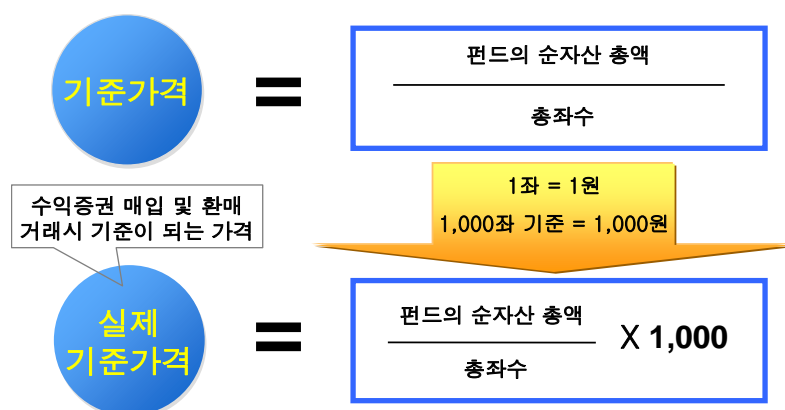 기준가격
=
펀드의 순자산 총액
총좌수
1좌 = 1원
1,000좌 기준 = 1,000원
수익증권 매입 및 환매
거래시 기준이 되는 가격
실제
기준가격
=
펀드의 순자산 총액
총좌수
X 1,000